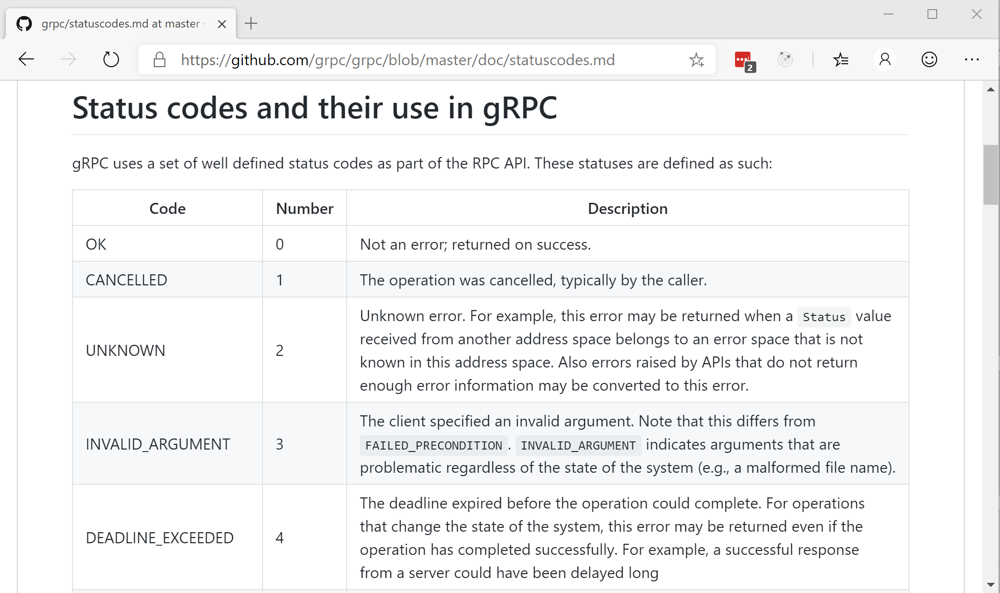 grpc/statuscodes.md at master ·
https://github.com/grpc/grpc/blob/master/doc/statuscodes.md
2
Status codes and their use in gRPC
gRPC uses a set of well defined status codes as part of the RPC API. These statuses are defined as such:
Code Number Description
OK 0 Not an error; returned on success.
CANCELLED 1 The operation was cancelled, typically by the caller.
Unknown error. For example, this error may be returned when a Status value
received from another address space belongs to an error space that is not
UNKNOWN 2
known in this address space. Also errors raised by APIs that do not return
enough error information may be converted to this error.
The client specified an invalid argument. Note that this differs from
INVALID_ARGUMENT 3 FAILED_PRECONDITION. INVALID_ARGUMENT indicates arguments that are
problematic regardless of the state of the system (e.g., a malformed file name).
The deadline expired before the operation could complete. For operations
that change the state of the system, this error may be returned even if the
DEADLINE_EXCEEDED 4
operation has completed successfully. For example, a successful response
from a server could have been delayed long